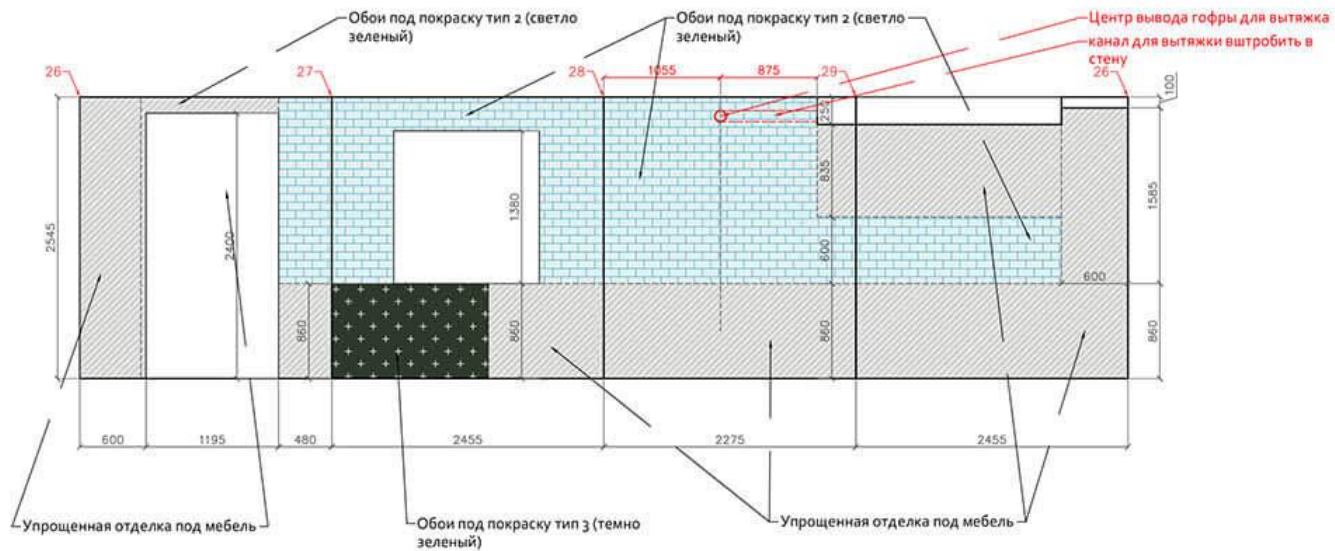 Обои под покраску тип 2 (светло
зеленый)
Обои под покраску тип 2 (светло
зеленый)
Центр вывода гофры для вытяжка
канал для вытяжки вштробить в
стену
26
27
28
1055
875
29
26
100
250
835
1585
2545
2400
1380
600
600
860
860
860
860
600
1195
480
2455
2275
2455
Упрощенная отделка под мебель
Обои под покраску тип 3 (темно
зеленый)
Упрощенная отделка под мебель